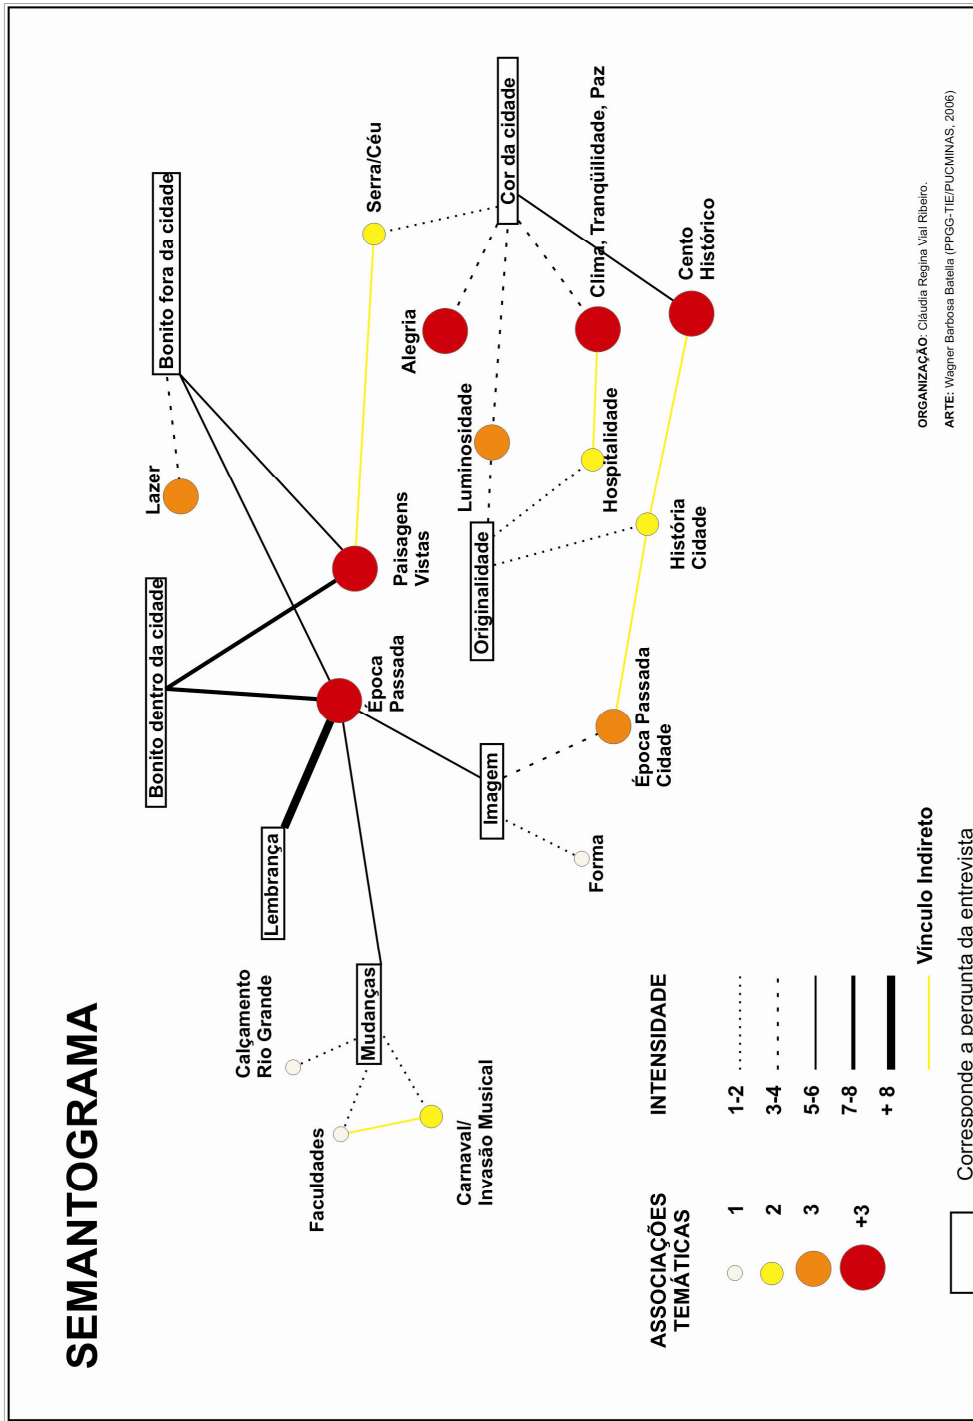 SEMANTOGRAMA
Bonito dentro da cidade
Bonito fora da cidade
Lazer
Lembrança
Calçamento
Rio Grande
Mudanças
Faculdades
Carnaval/
Invasão Musical
Época
Passada
Paisagens
Vistas
Serra/Céu
Alegria
Luminosidade
Cor da cidade
Originalidade
Imagem
Forma
Hospitalidade
Clima, Tranqüilidade, Paz
Época Passada
Cidade
História
Cidade
Cento
Histórico
ASSOCIAÇÕES
TEMÁTICAS
1
2
3
+3
INTENSIDADE
1-2
3-4
5-6
7-8
+ 8
Vínculo Indireto
Corresponde a pergunta da entrevista
ORGANIZAÇÃO: Cláudia Regina Vial Ribeiro.
ARTE: Wagner Barbosa Batella (PPGG-TIE/PUCMINAS, 2006)